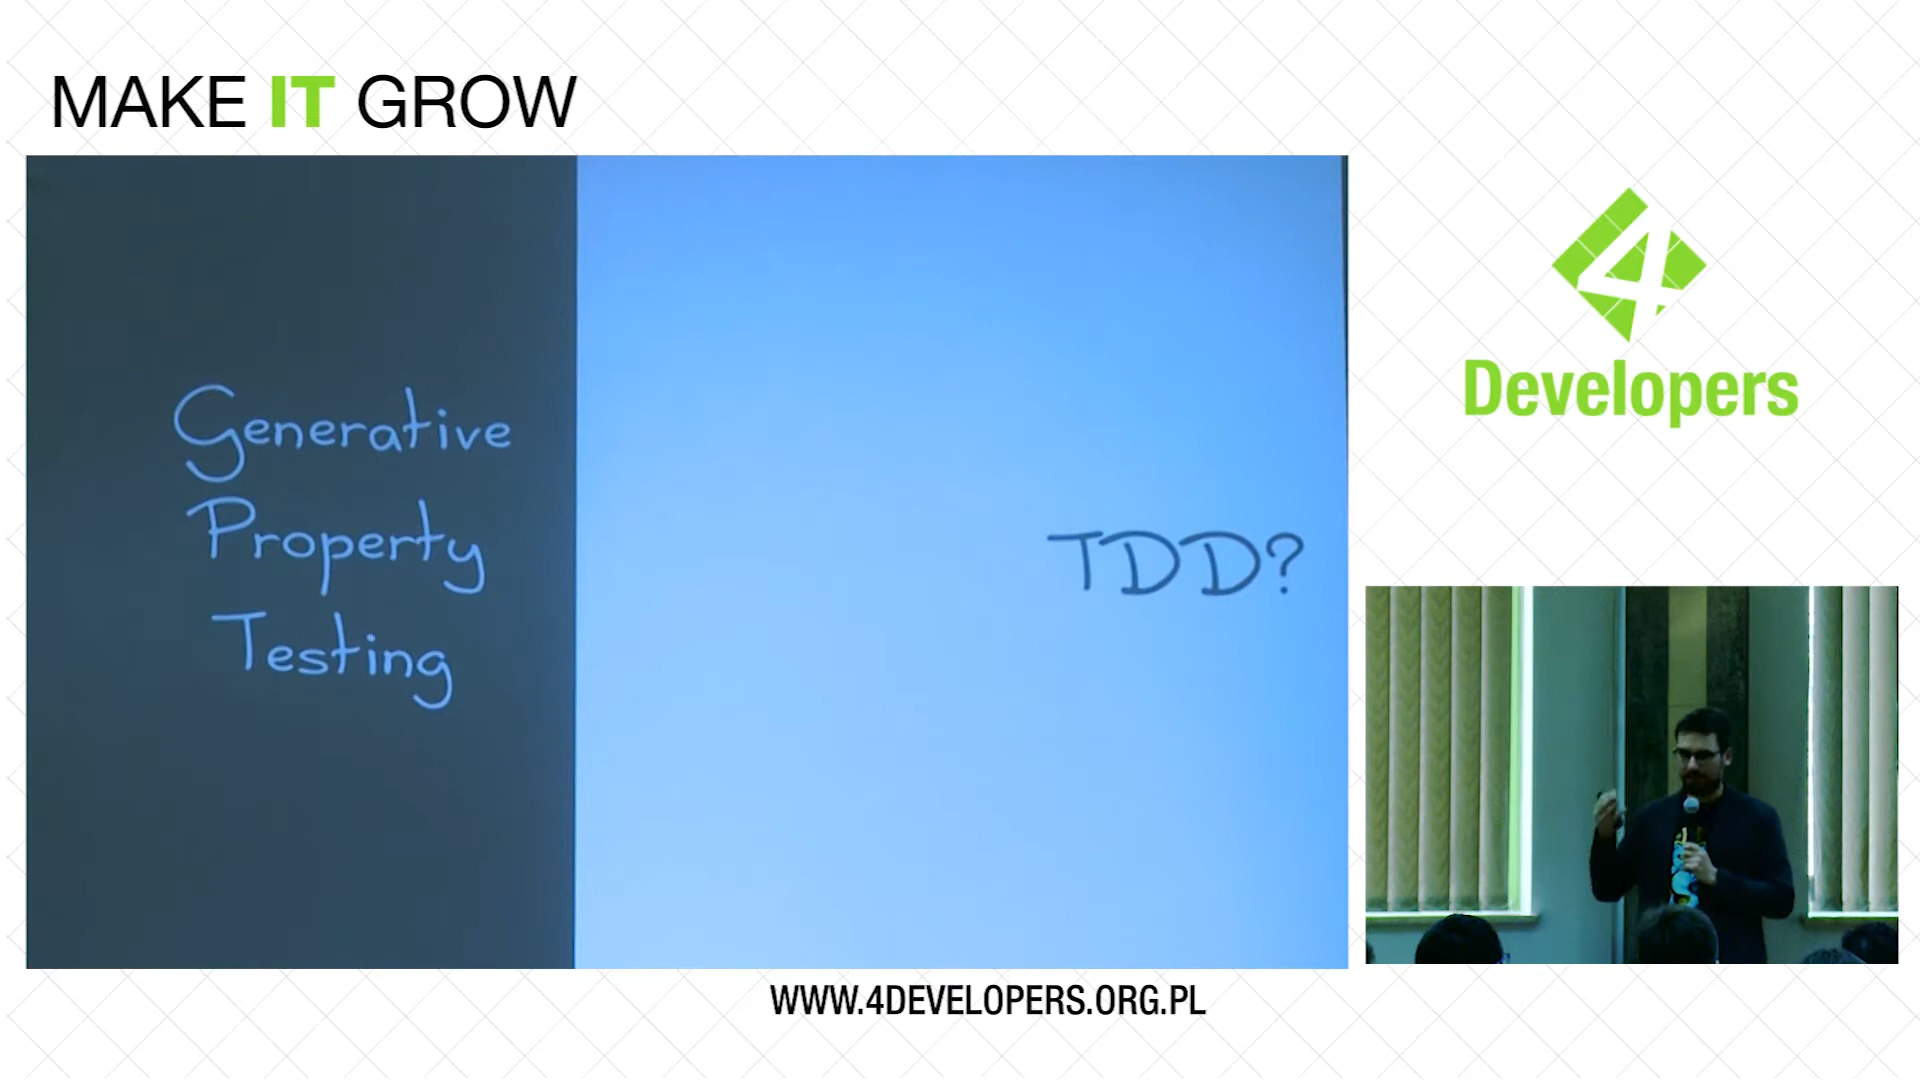 MAKE IT GROW
Generative
Property
Testing
TDD?
4
Developers
WWW.4DEVELOPERS.ORG.PL